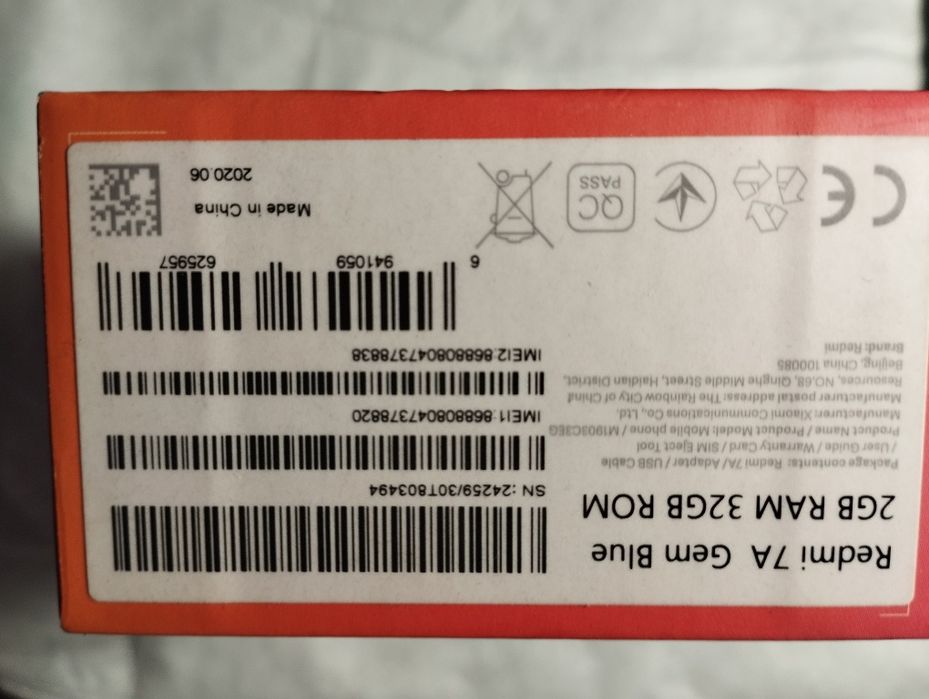 Redmi 7A Gem Blue
2GB RAM 32GB ROM
Package contents: Redmi 7A / Adapter / USB Cable
/ User Guide / Warranty Card / SIM Eject Tool
Product Name / Product Model: Mobile phone / M1903C3EG
Manufacturer: Xiaomi Communications Co., Ltd.
Manufacturer postal address: The Rainbow City of China
Resources, NO.68, Qinghe Middle Street, Haidian District,
Beijing, China 100085
Brand: Redmi
SN: 24259/30T803494
IMEI1: 868808047378820
IMEI2: 868808047378838
6 941059 625957
CE
QC
PASS
Made in China
2020.06